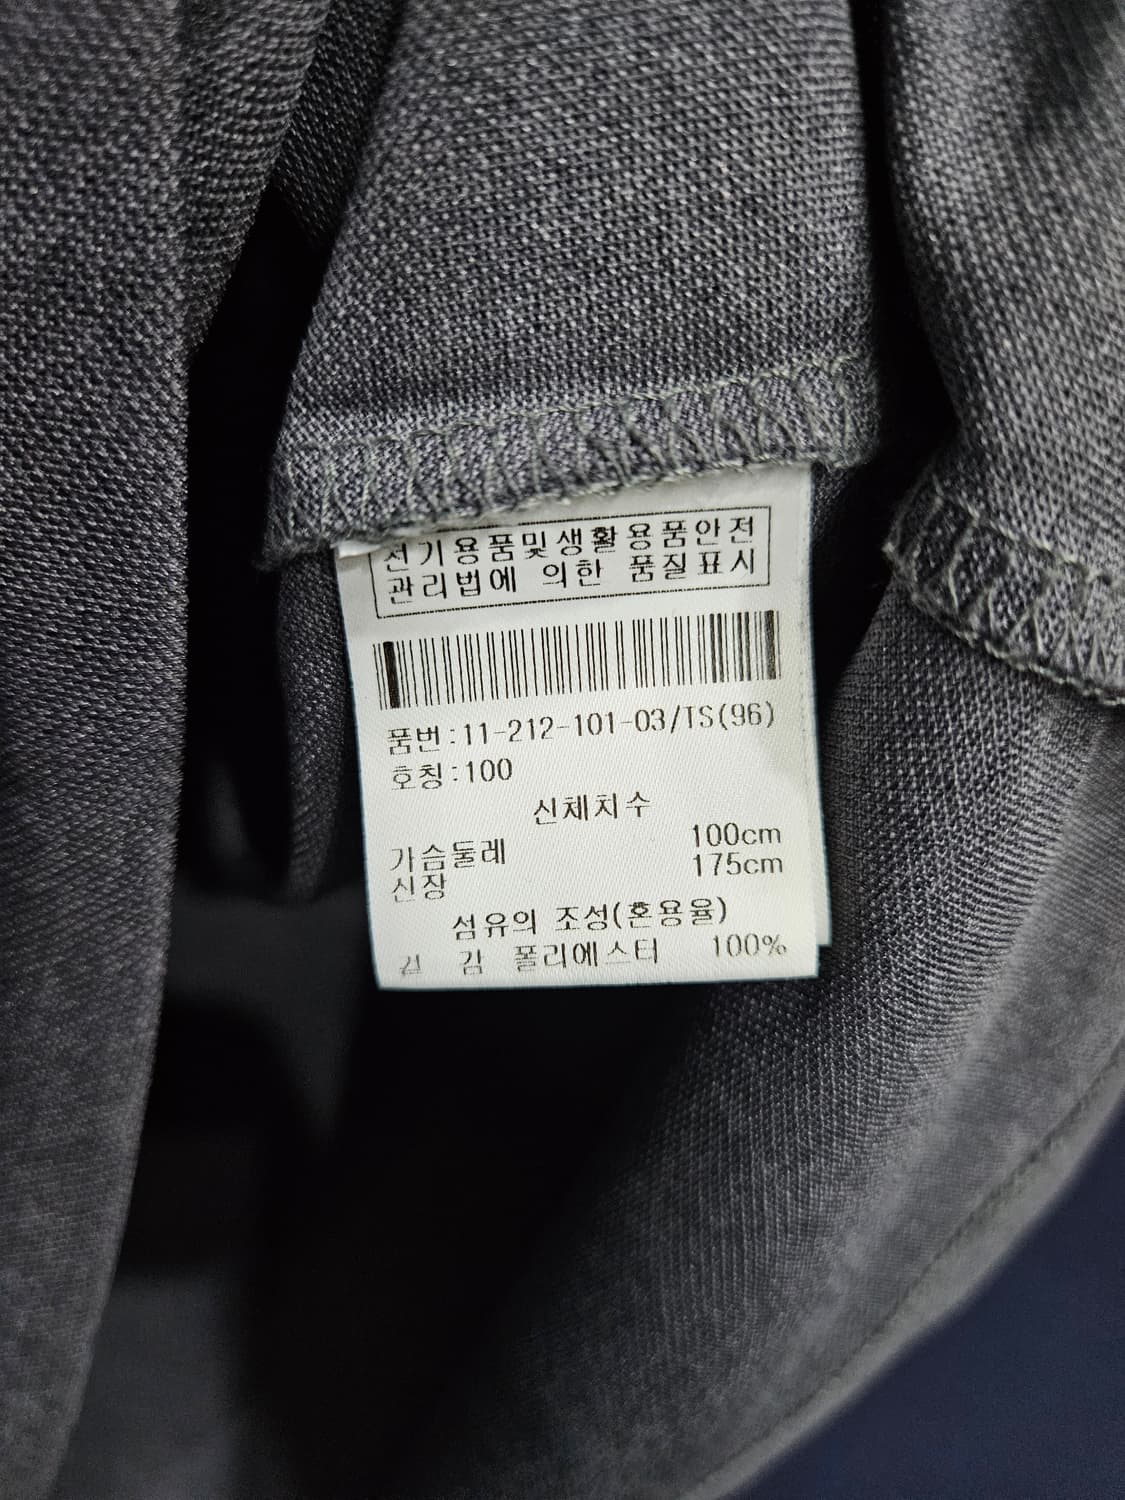 전기용품및생활용품안전
관리법에 의한 품질표시
품번:11-212-101-03/TS(96)
호칭:100
신체치수
가슴둘레 100cm
신장 175cm
섬유의 조성(혼용율)
겉 감 폴리에스터 100%